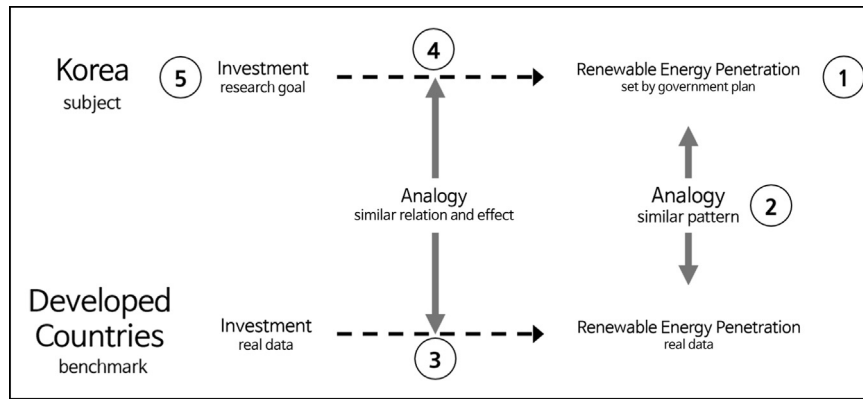 Korea
subject
5
Investment
research goal
4
Renewable Energy Penetration
set by government plan
1
Analogy
similar relation and effect
Analogy
similar pattern
2
Developed
Countries
benchmark
Investment
real data
3
Renewable Energy Penetration
real data